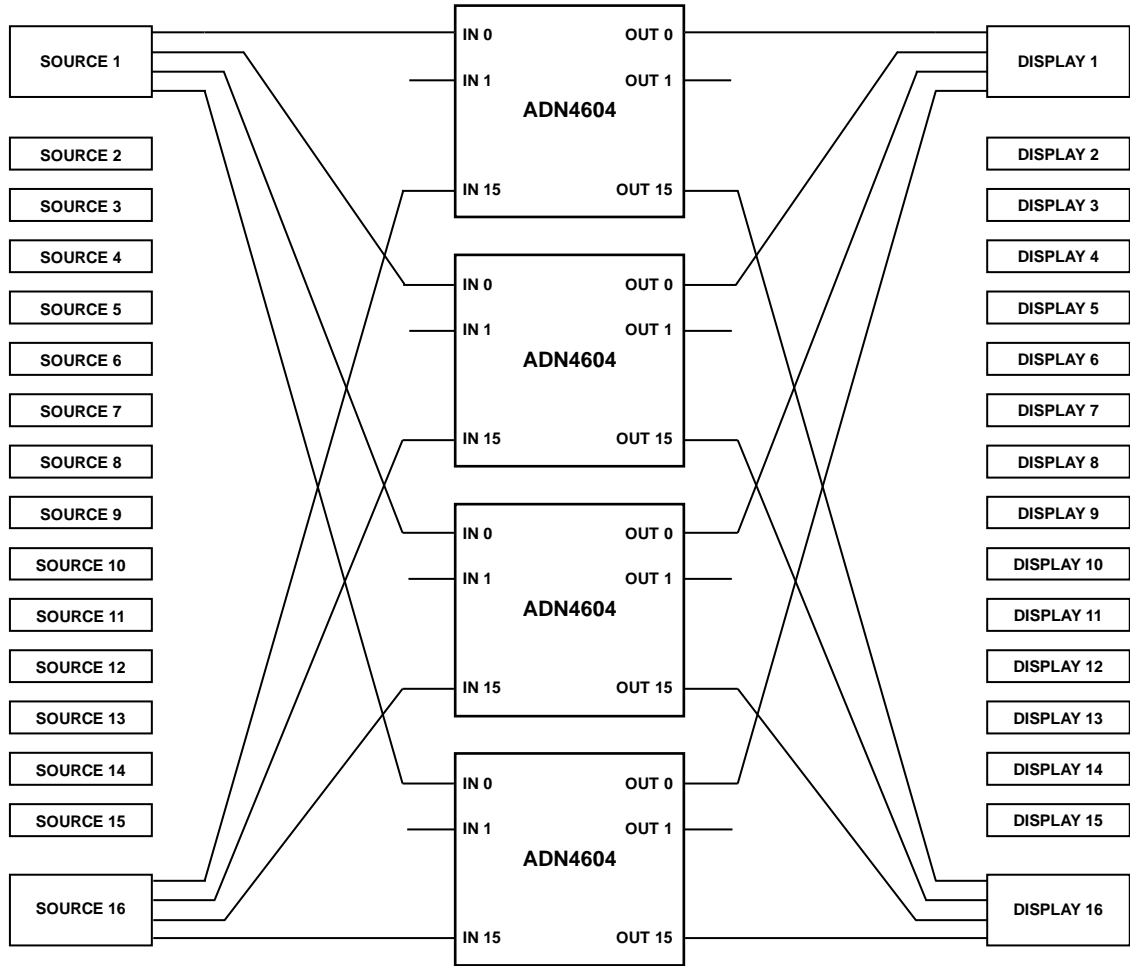 SOURCE 1
SOURCE 2
SOURCE 3
SOURCE 4
SOURCE 5
SOURCE 6
SOURCE 7
SOURCE 8
SOURCE 9
SOURCE 10
SOURCE 11
SOURCE 12
SOURCE 13
SOURCE 14
SOURCE 15
SOURCE 16
IN 0 OUT 0
IN 1 OUT 1
ADN4604
IN 15 OUT 15
IN 0 OUT 0
IN 1 OUT 1
ADN4604
IN 15 OUT 15
IN 0 OUT 0
IN 1 OUT 1
ADN4604
IN 15 OUT 15
IN 0 OUT 0
IN 1 OUT 1
ADN4604
IN 15 OUT 15
DISPLAY 1
DISPLAY 2
DISPLAY 3
DISPLAY 4
DISPLAY 5
DISPLAY 6
DISPLAY 7
DISPLAY 8
DISPLAY 9
DISPLAY 10
DISPLAY 11
DISPLAY 12
DISPLAY 13
DISPLAY 14
DISPLAY 15
DISPLAY 16